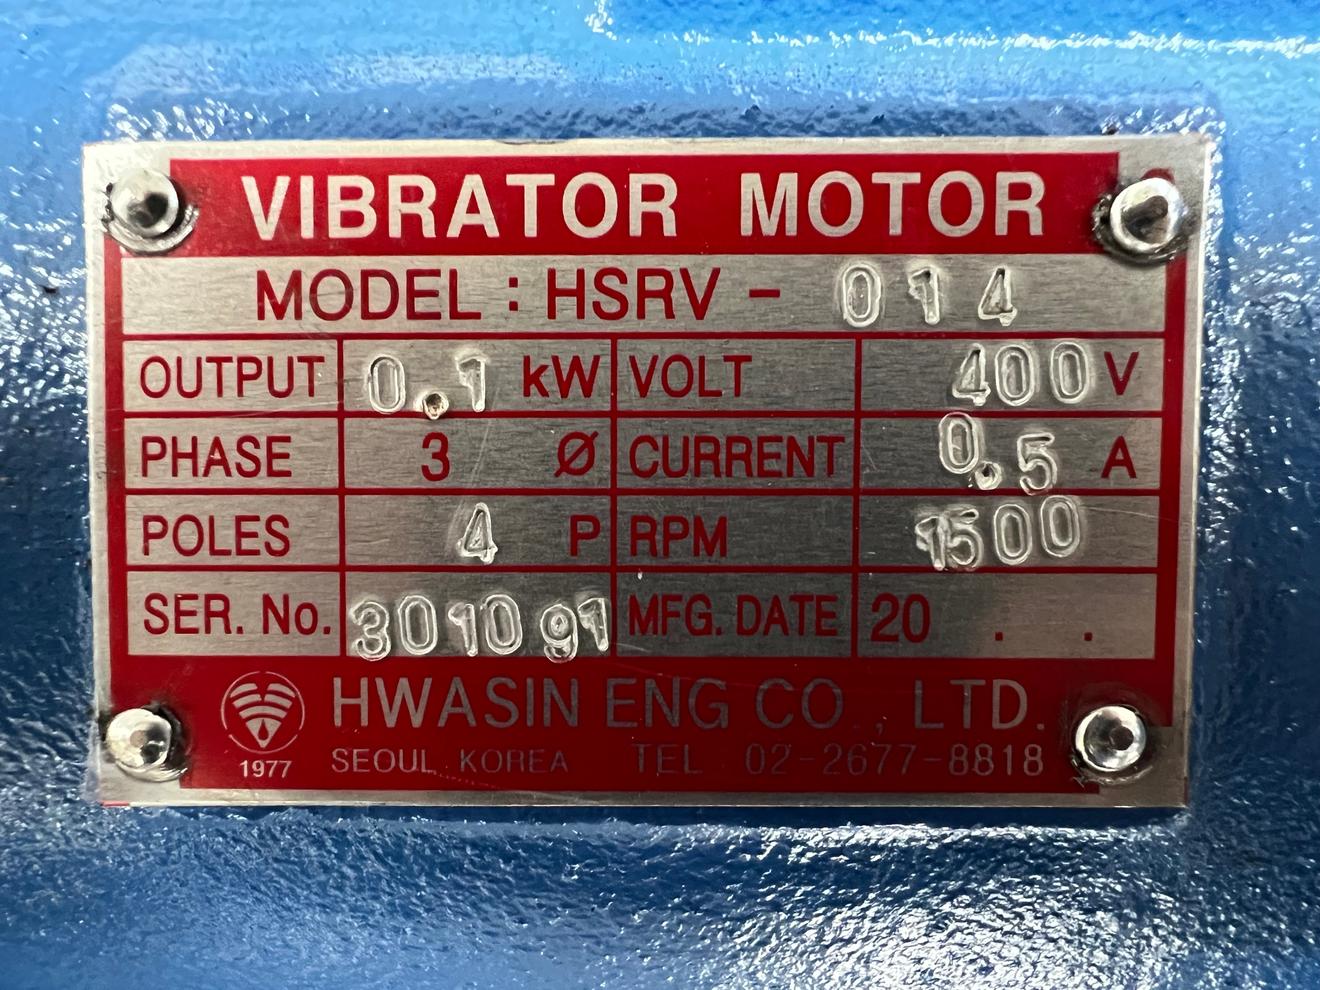 VIBRATOR MOTOR
MODEL : HSRV - 014
OUTPUT 0.1 kW VOLT 400 V
PHASE 3 Ø CURRENT 0.5 A
POLES 4 P RPM 1500
SER. No. 301091 MFG. DATE 20 . .
HWASIN ENG CO., LTD.
1977 SEOUL KOREA TEL 02-2677-8818